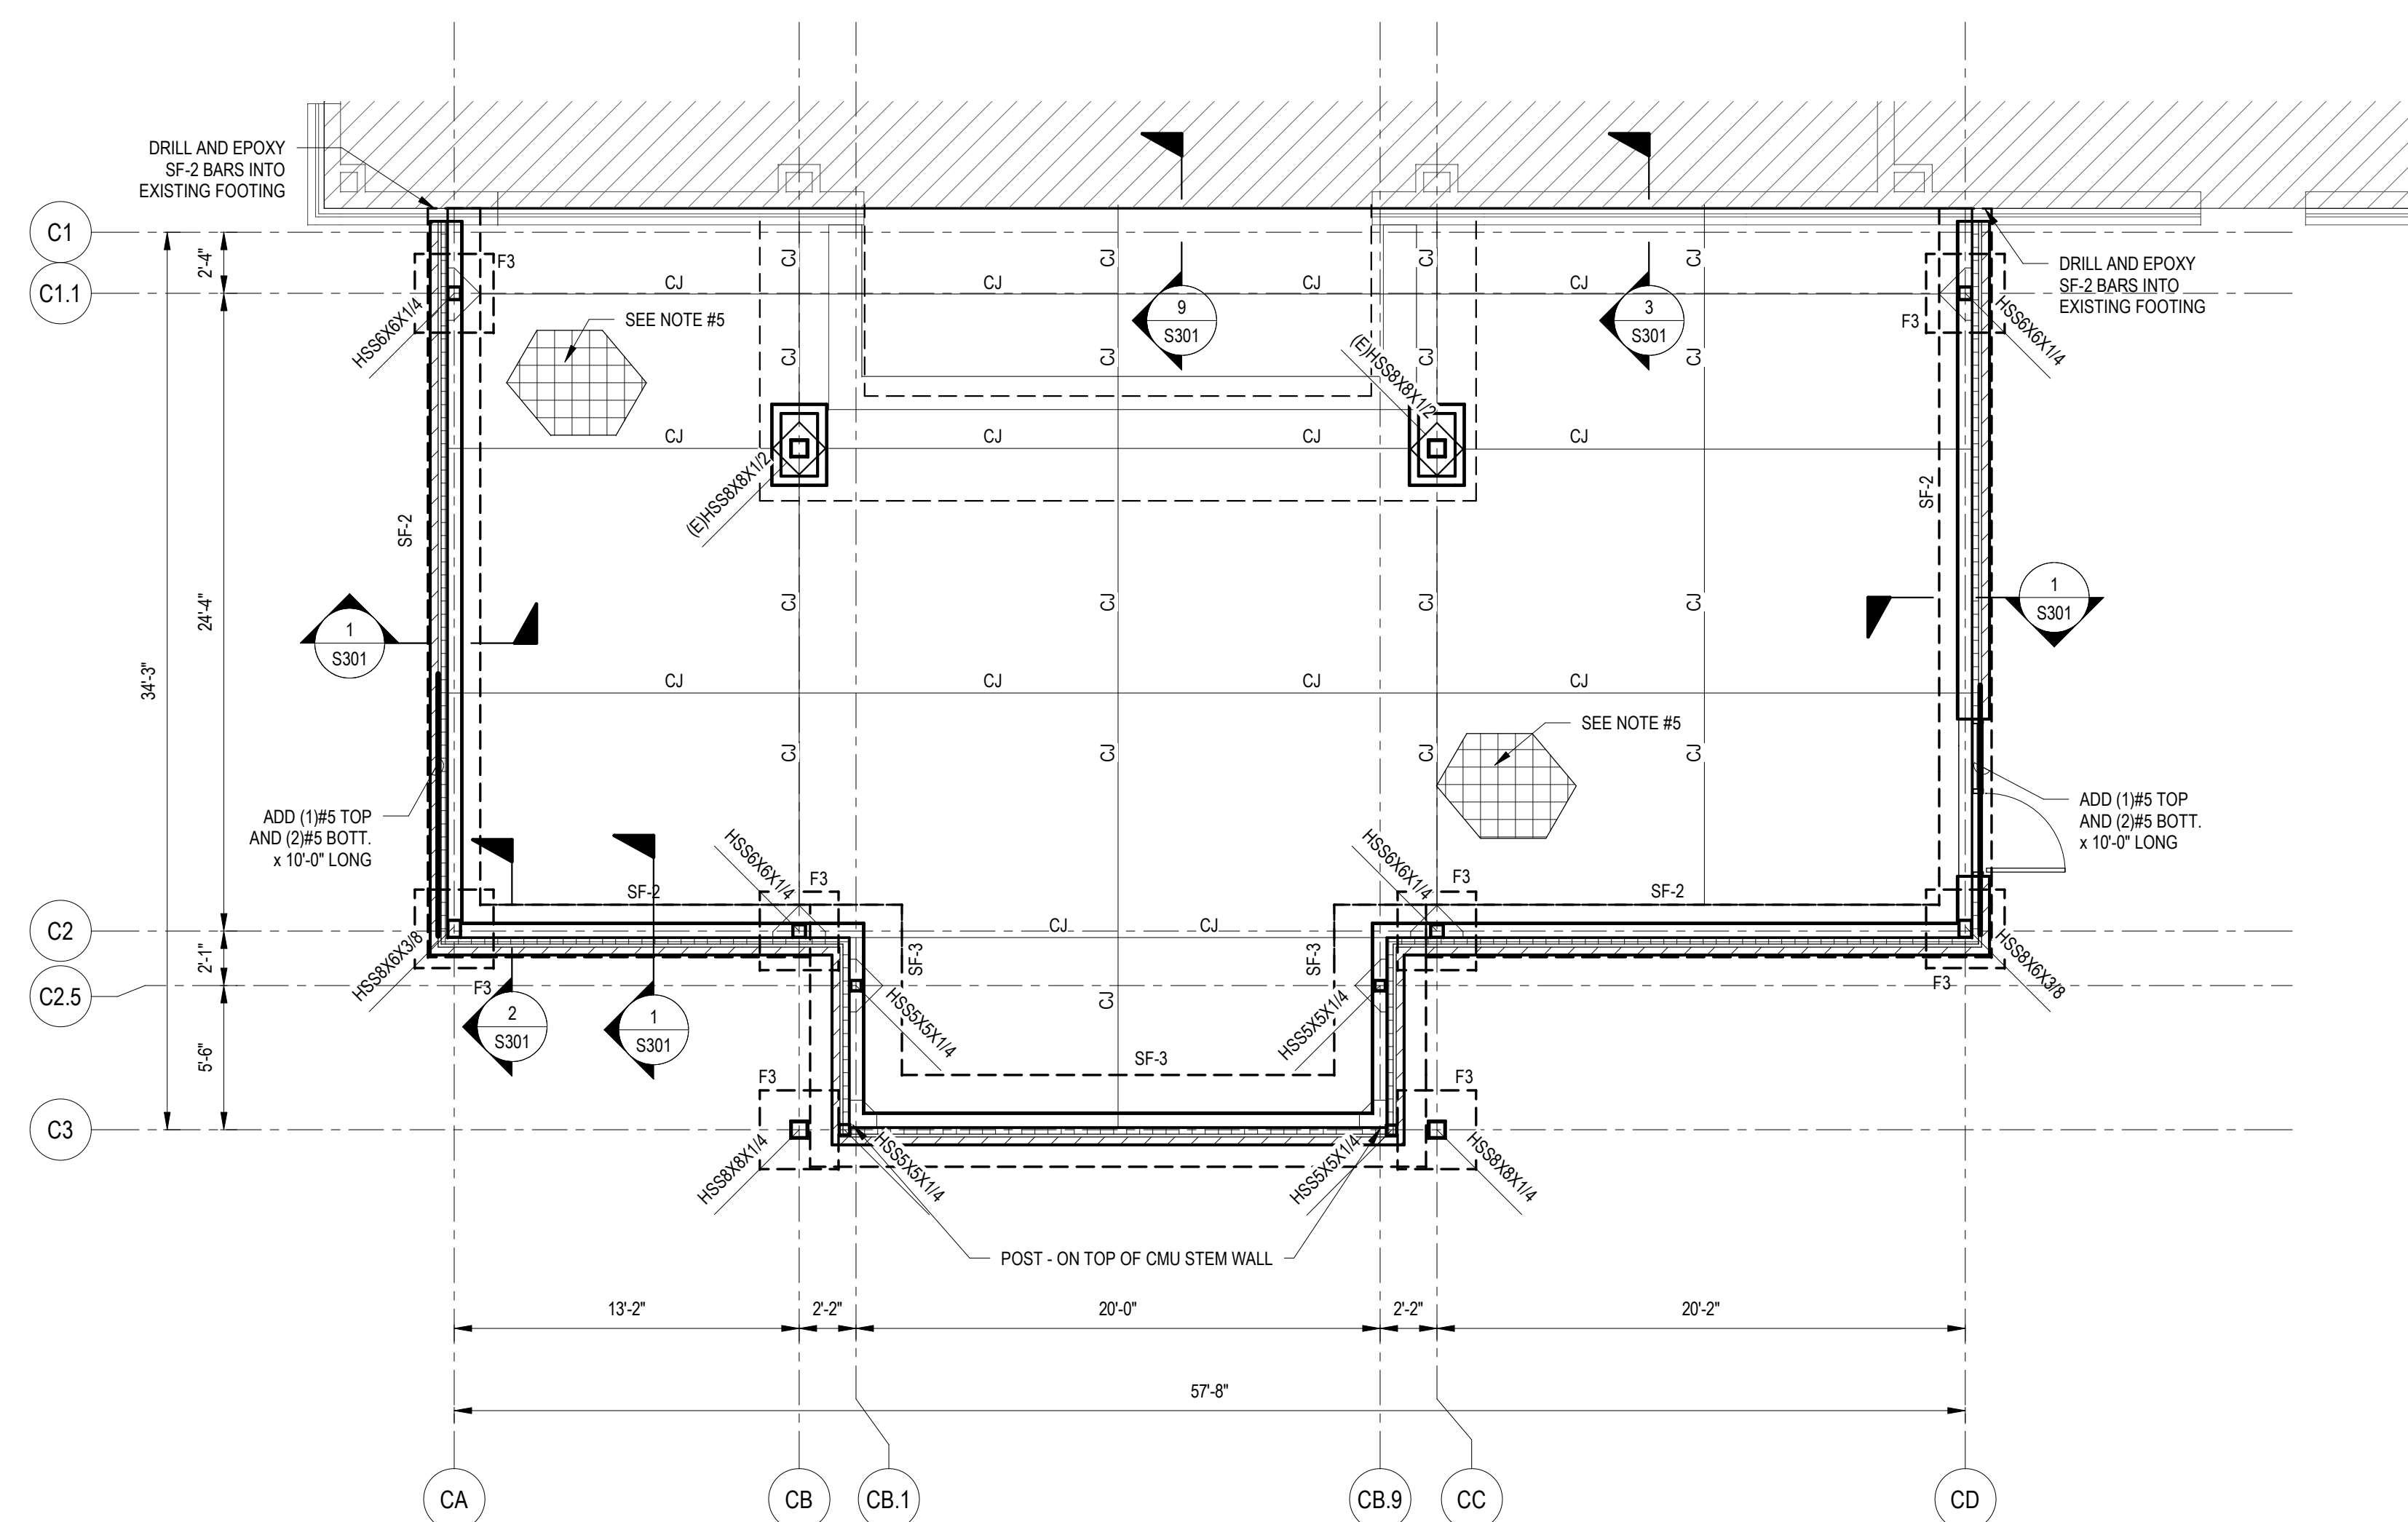 DRILL AND EPOXY
SF-2 BARS INTO
EXISTING FOOTING
C1
2'-4"
C1.1
F3
HSS6X6X1/4
SEE NOTE #5
CJ
CJ
CJ
CJ
CJ
CJ
CJ
CJ
CJ
CJ
CJ
CJ
9
S301
3
S301
(E)HSS8X8X1/2
F3
HSS6X6X1/4
DRILL AND EPOXY
SF-2 BARS INTO
EXISTING FOOTING
CJ
CJ
CJ
CJ
(E)HSS8X8X1/2
SF-2
SF-2
24'-4"
34'-3"
1
S301
CJ
CJ
CJ
CJ
1
S301
CJ
CJ
CJ
CJ
SEE NOTE #5
CJ
CJ
CJ
CJ
ADD (1)#5 TOP
AND (2)#5 BOTT.
x 10'-0" LONG
ADD (1)#5 TOP
AND (2)#5 BOTT.
x 10'-0" LONG
HSS6X6X1/4
F3
HSS6X6X1/4
F3
SF-2
SF-2
C2
CJ
CJ
2'-1"
SF-3
SF-3
HSS8X6X3/8
F3
HSS8X6X3/8
F3
C2.5
2
S301
1
S301
HSS5X5X1/4
CJ
HSS5X5X1/4
5'-6"
SF-3
F3
F3
C3
HSS8X8X1/4
HSS5X5X1/4
HSS5X5X1/4
HSS8X8X1/4
POST - ON TOP OF CMU STEM WALL
13'-2"
2'-2"
20'-0"
2'-2"
20'-2"
57'-8"
CA
CB
CB.1
CB.9
CC
CD